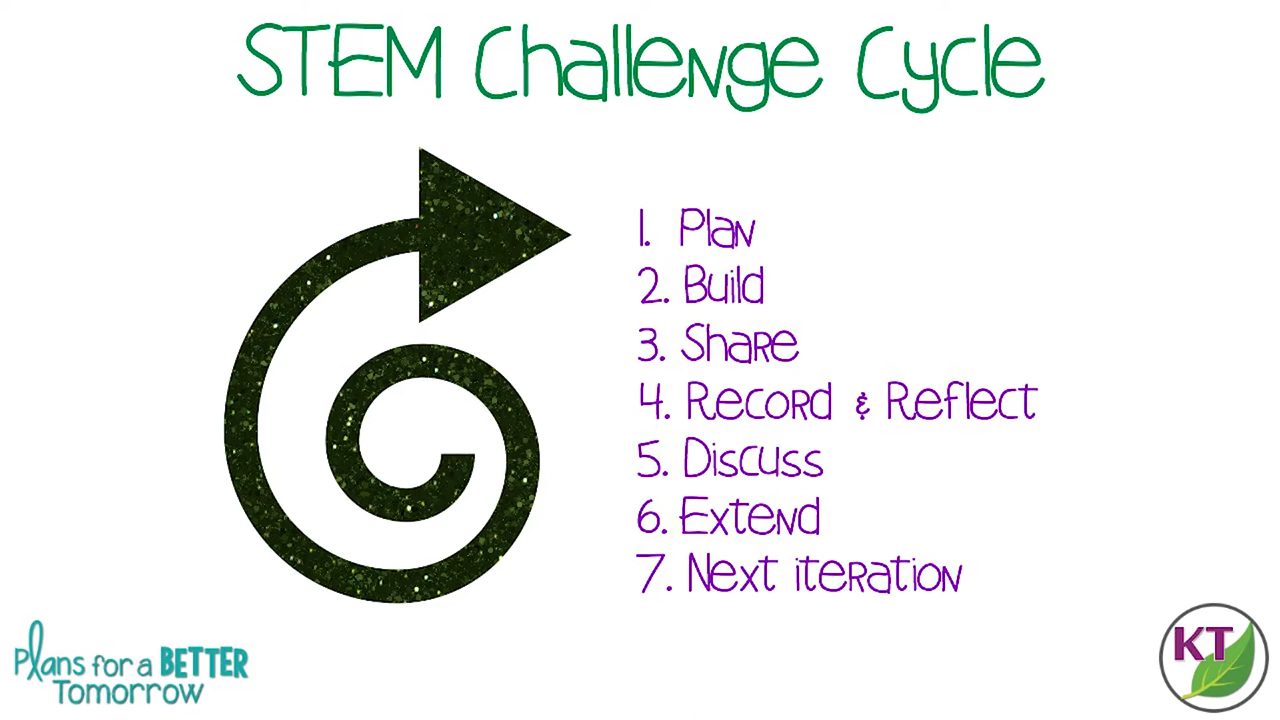 STEM Challenge Cycle
1. Plan
2. Build
3. Share
4. Record & Reflect
5. Discuss
6. Extend
7. Next iteration
Plans for a BETTER
Tomorrow
KT